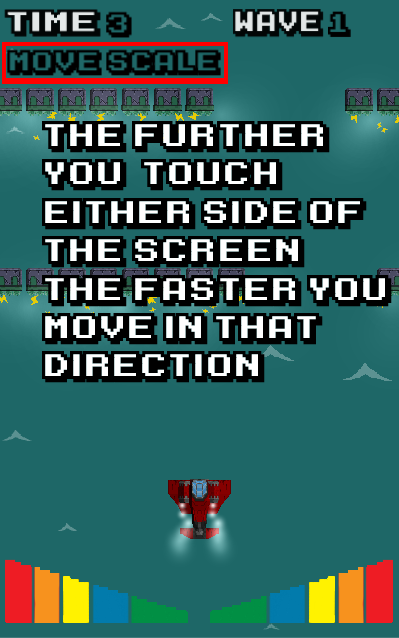 TIME 3 WAVE 1
MOVE SCALE
THE FURTHER
YOU TOUCH
EITHER SIDE OF
THE SCREEN
THE FASTER YOU
MOVE IN THAT
DIRECTION